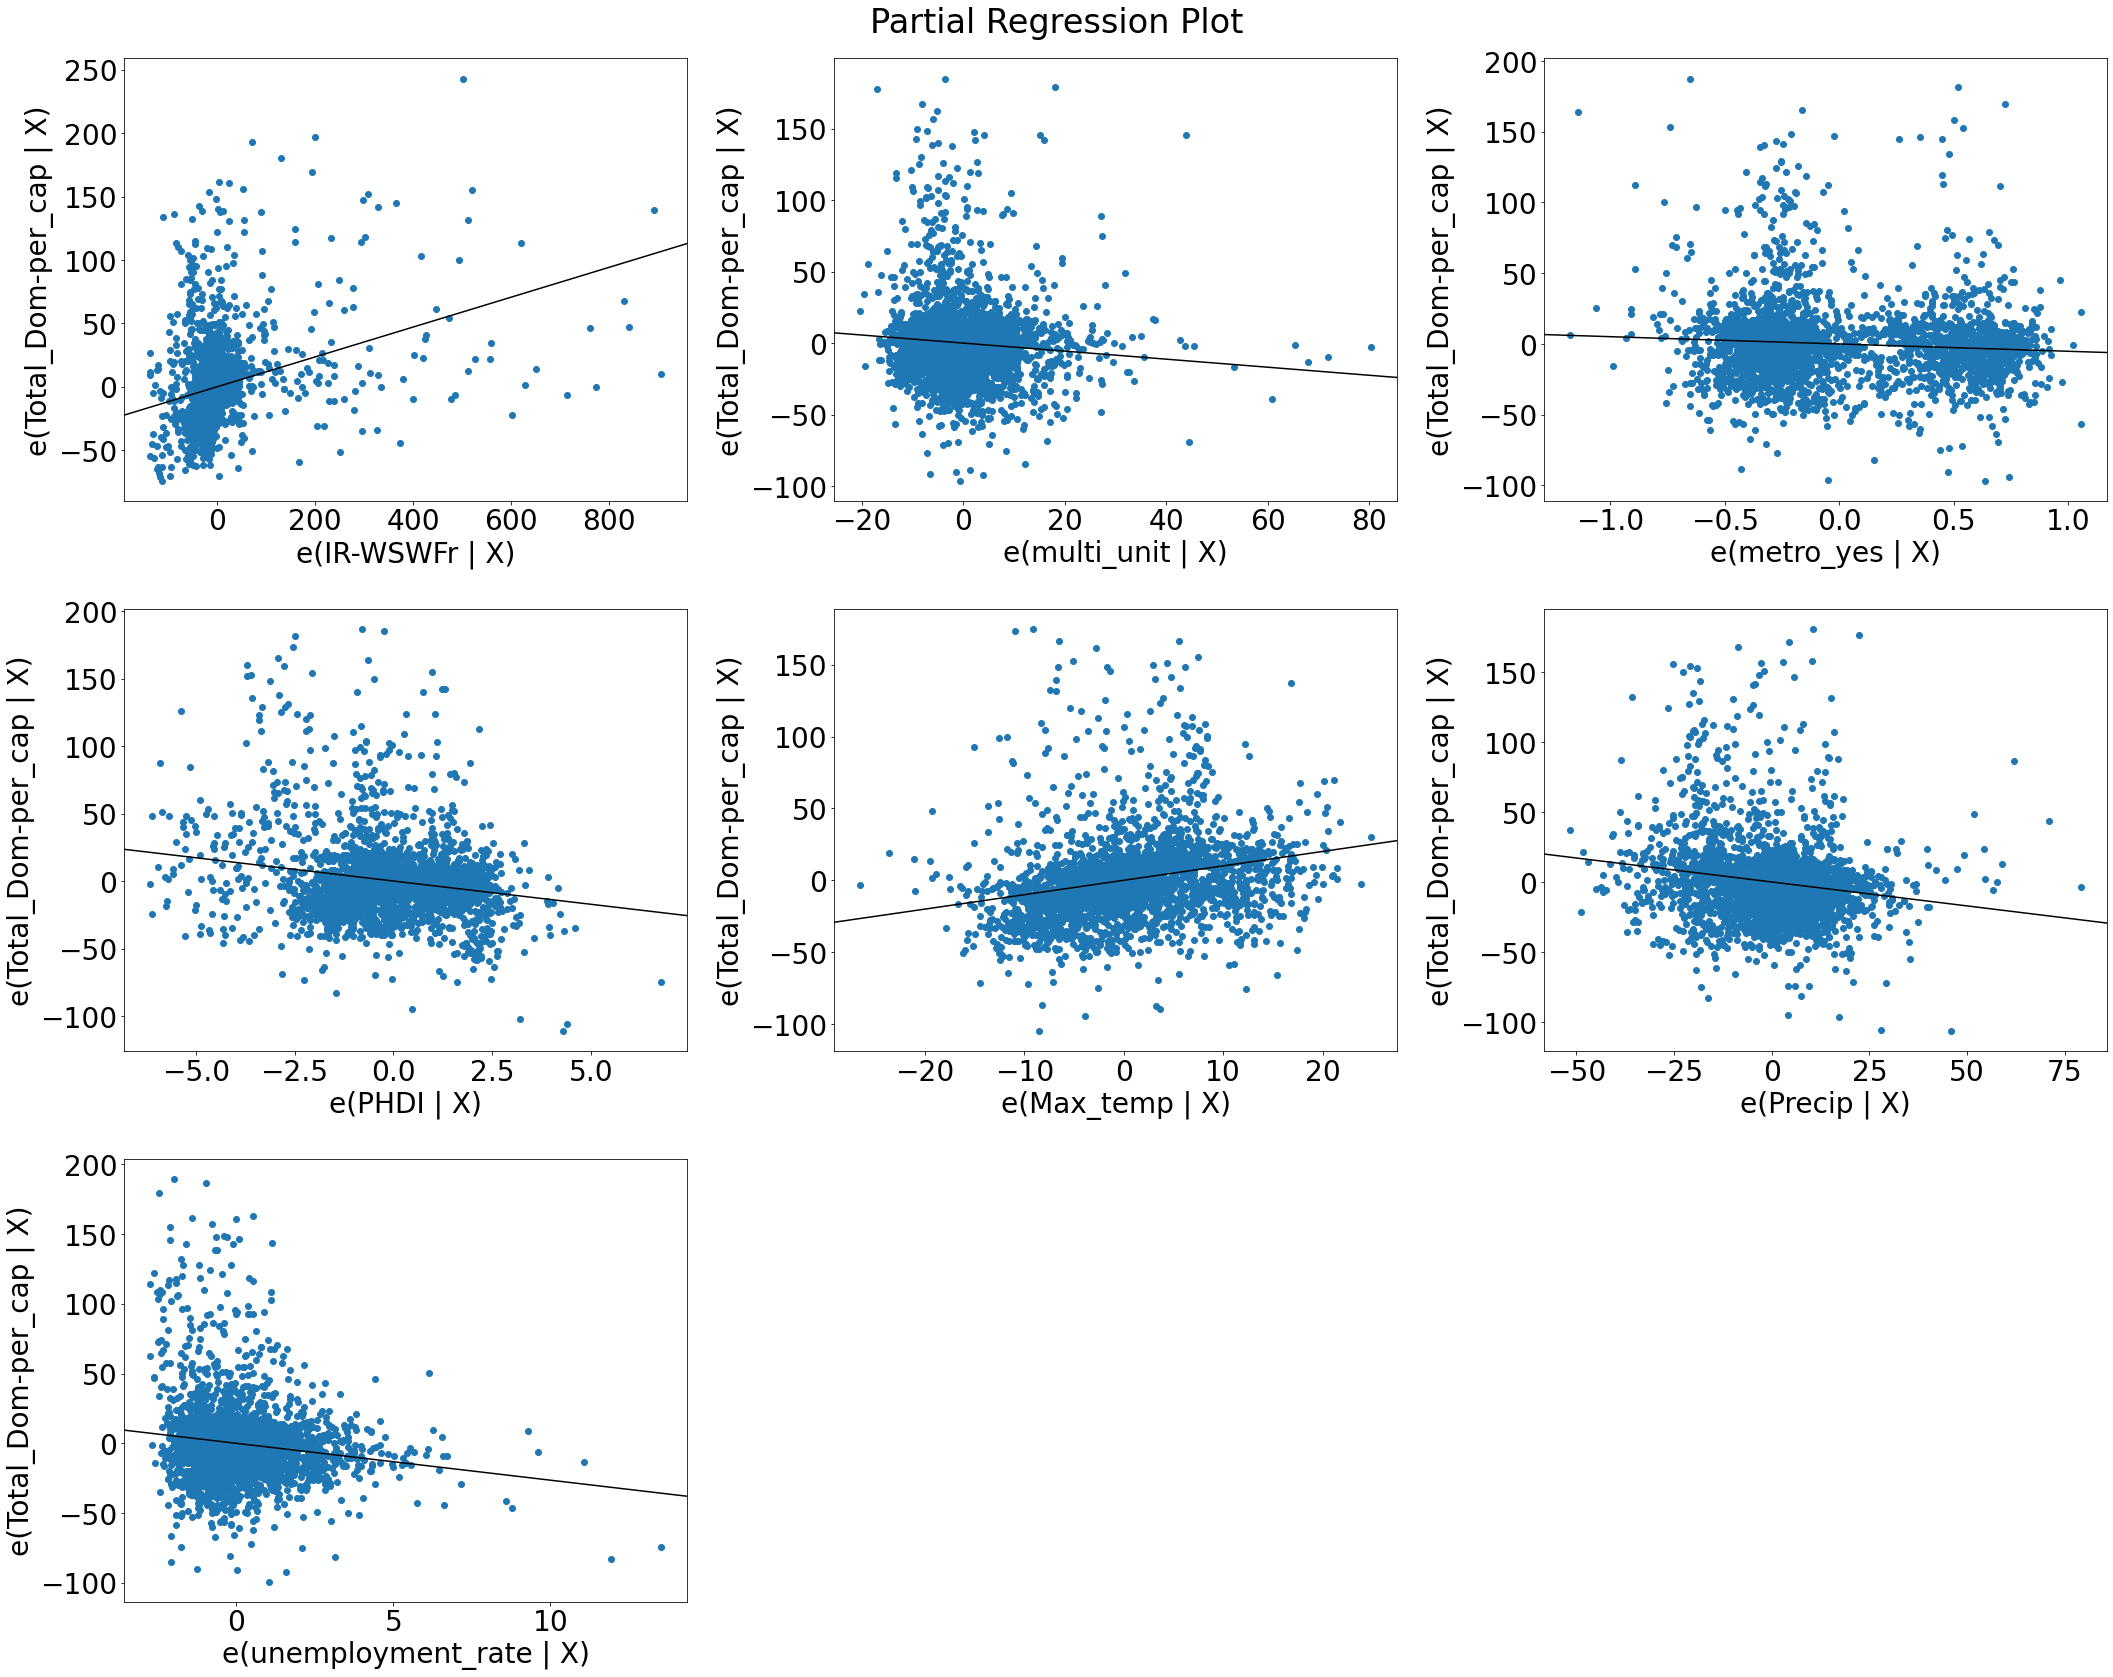 Partial Regression Plot
e(Total_Dom-per_cap | X)
250
200
150
100
50
0
−50
0 200 400 600 800
e(IR-WSWFr | X)
e(Total_Dom-per_cap | X)
150
100
50
0
−50
−100
−20 0 20 40 60 80
e(multi_unit | X)
e(Total_Dom-per_cap | X)
200
150
100
50
0
−50
−100
−1.0 −0.5 0.0 0.5 1.0
e(metro_yes | X)
e(Total_Dom-per_cap | X)
200
150
100
50
0
−50
−100
−5.0 −2.5 0.0 2.5 5.0
e(PHDI | X)
e(Total_Dom-per_cap | X)
150
100
50
0
−50
−100
−20 −10 0 10 20
e(Max_temp | X)
e(Total_Dom-per_cap | X)
150
100
50
0
−50
−100
−50 −25 0 25 50 75
e(Precip | X)
e(Total_Dom-per_cap | X)
200
150
100
50
0
−50
−100
0 5 10
e(unemployment_rate | X)